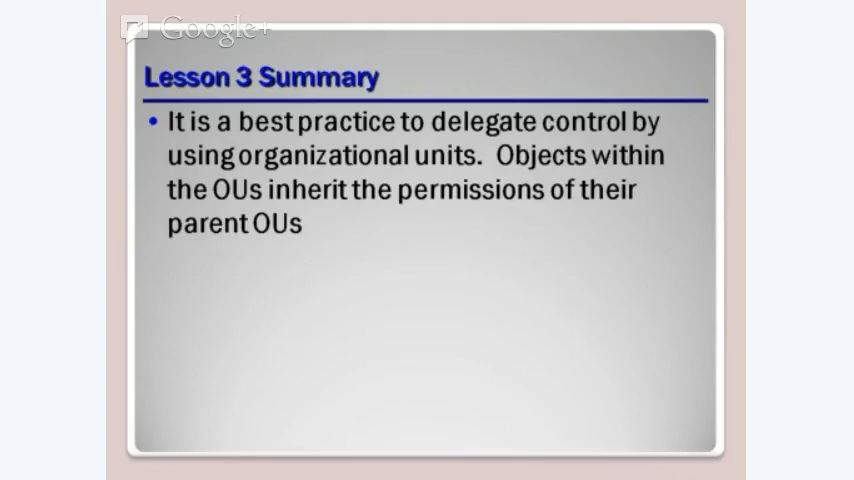 Google+
Lesson 3 Summary
• It is a best practice to delegate control by
using organizational units. Objects within
the OUs inherit the permissions of their
parent OUs